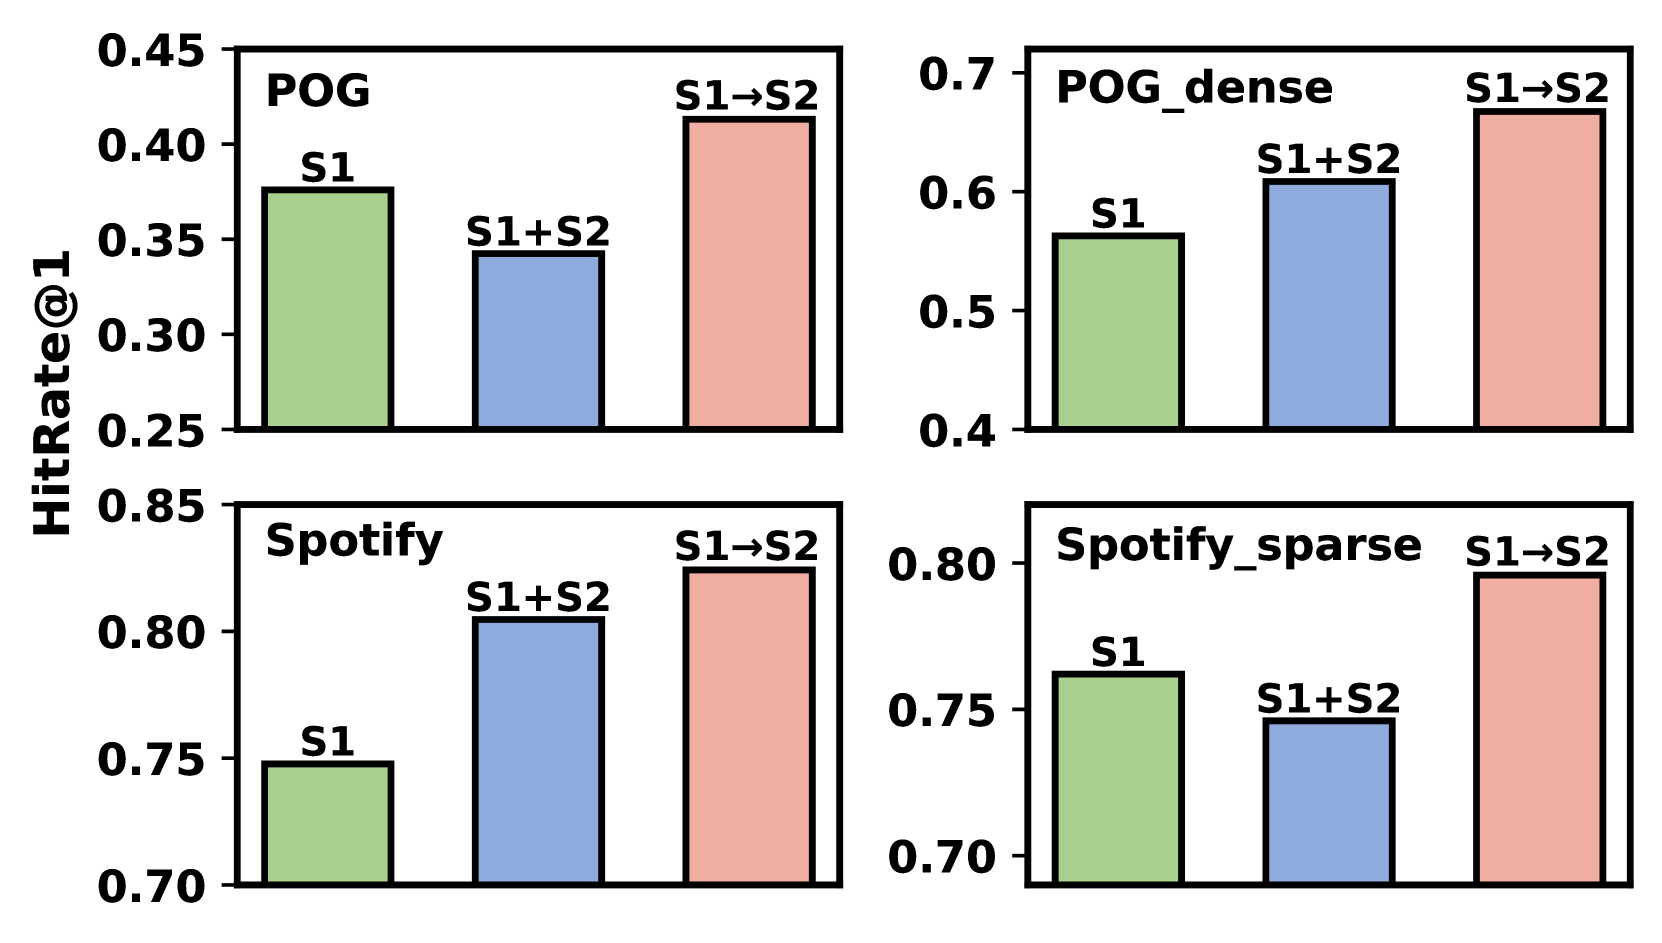 HitRate@1
0.45
0.40
0.35
0.30
0.25
POG
S1
S1+S2
S1→S2
0.7
0.6
0.5
0.4
POG_dense
S1
S1+S2
S1→S2
0.85
0.80
0.75
0.70
Spotify
S1
S1+S2
S1→S2
0.80
0.75
0.70
Spotify_sparse
S1
S1+S2
S1→S2